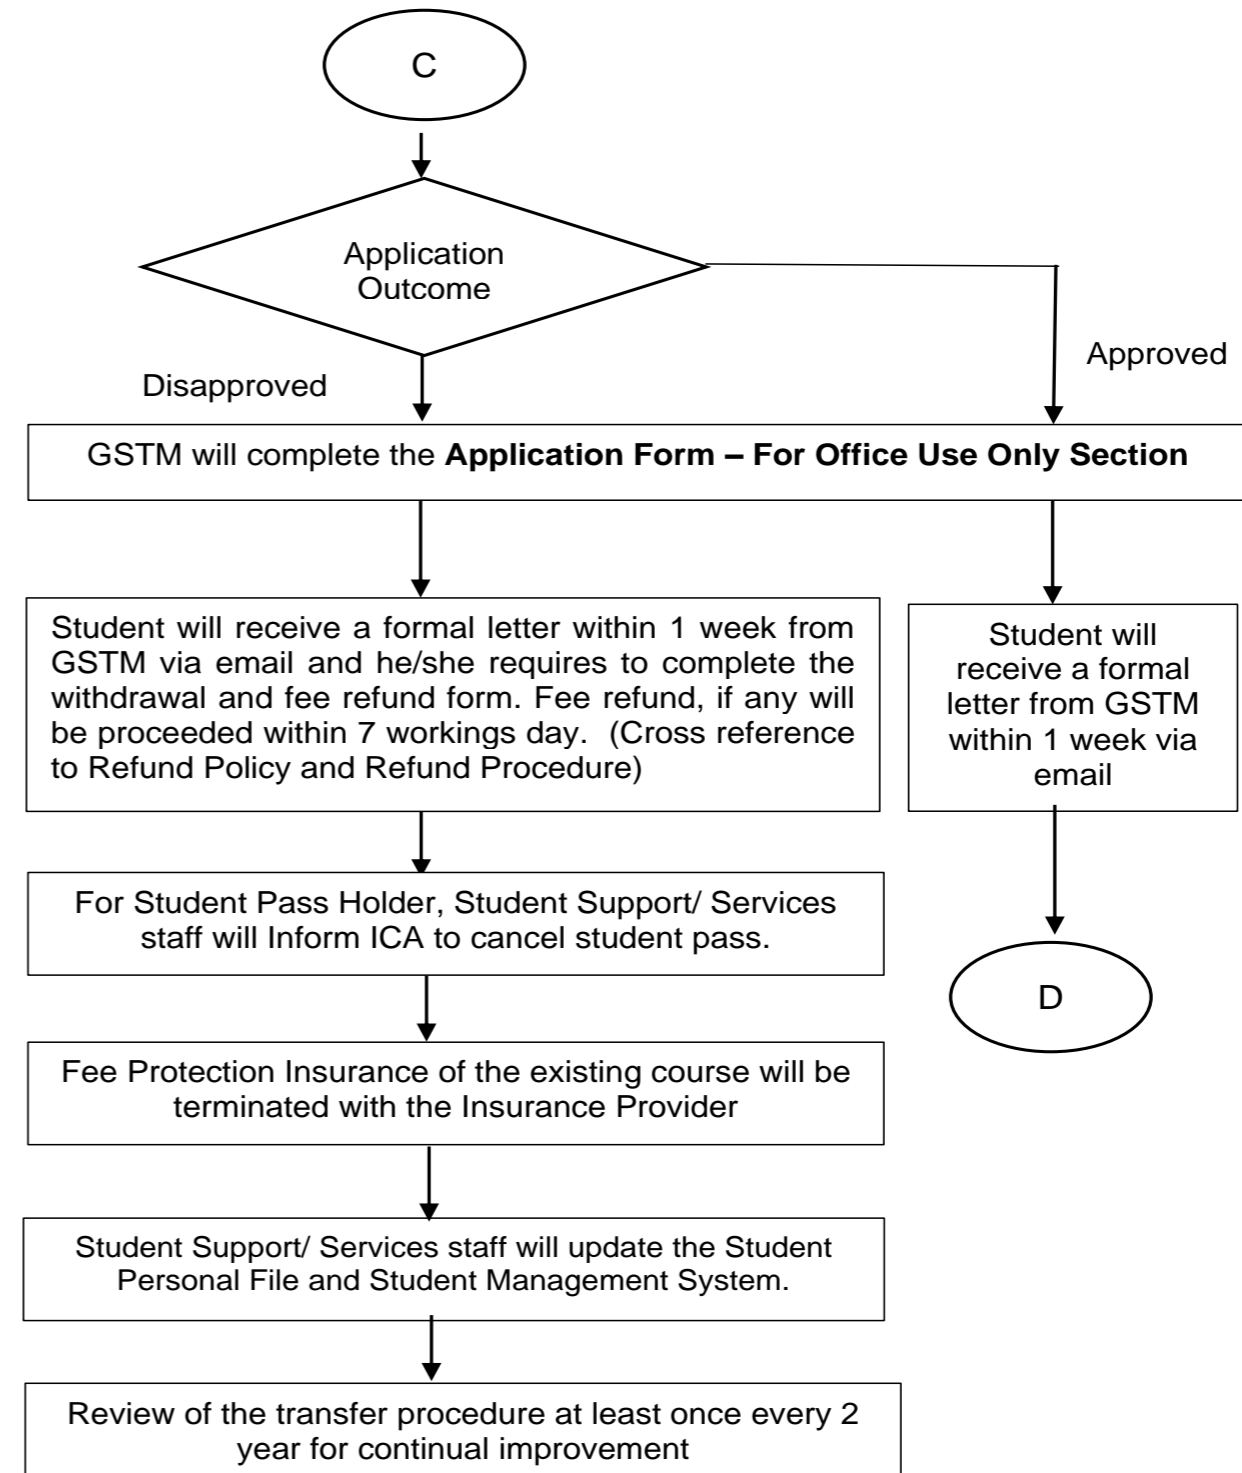 C
Application
Outcome
Disapproved
Approved
GSTM will complete the Application Form – For Office Use Only Section
Student will receive a formal letter within 1 week from
GSTM via email and he/she requires to complete the
withdrawal and fee refund form. Fee refund, if any will
be proceeded within 7 workings day. (Cross reference
to Refund Policy and Refund Procedure)
Student will
receive a formal
letter from GSTM
within 1 week via
email
For Student Pass Holder, Student Support/ Services
staff will Inform ICA to cancel student pass.
D
Fee Protection Insurance of the existing course will be
terminated with the Insurance Provider
Student Support/ Services staff will update the Student
Personal File and Student Management System.
Review of the transfer procedure at least once every 2
year for continual improvement